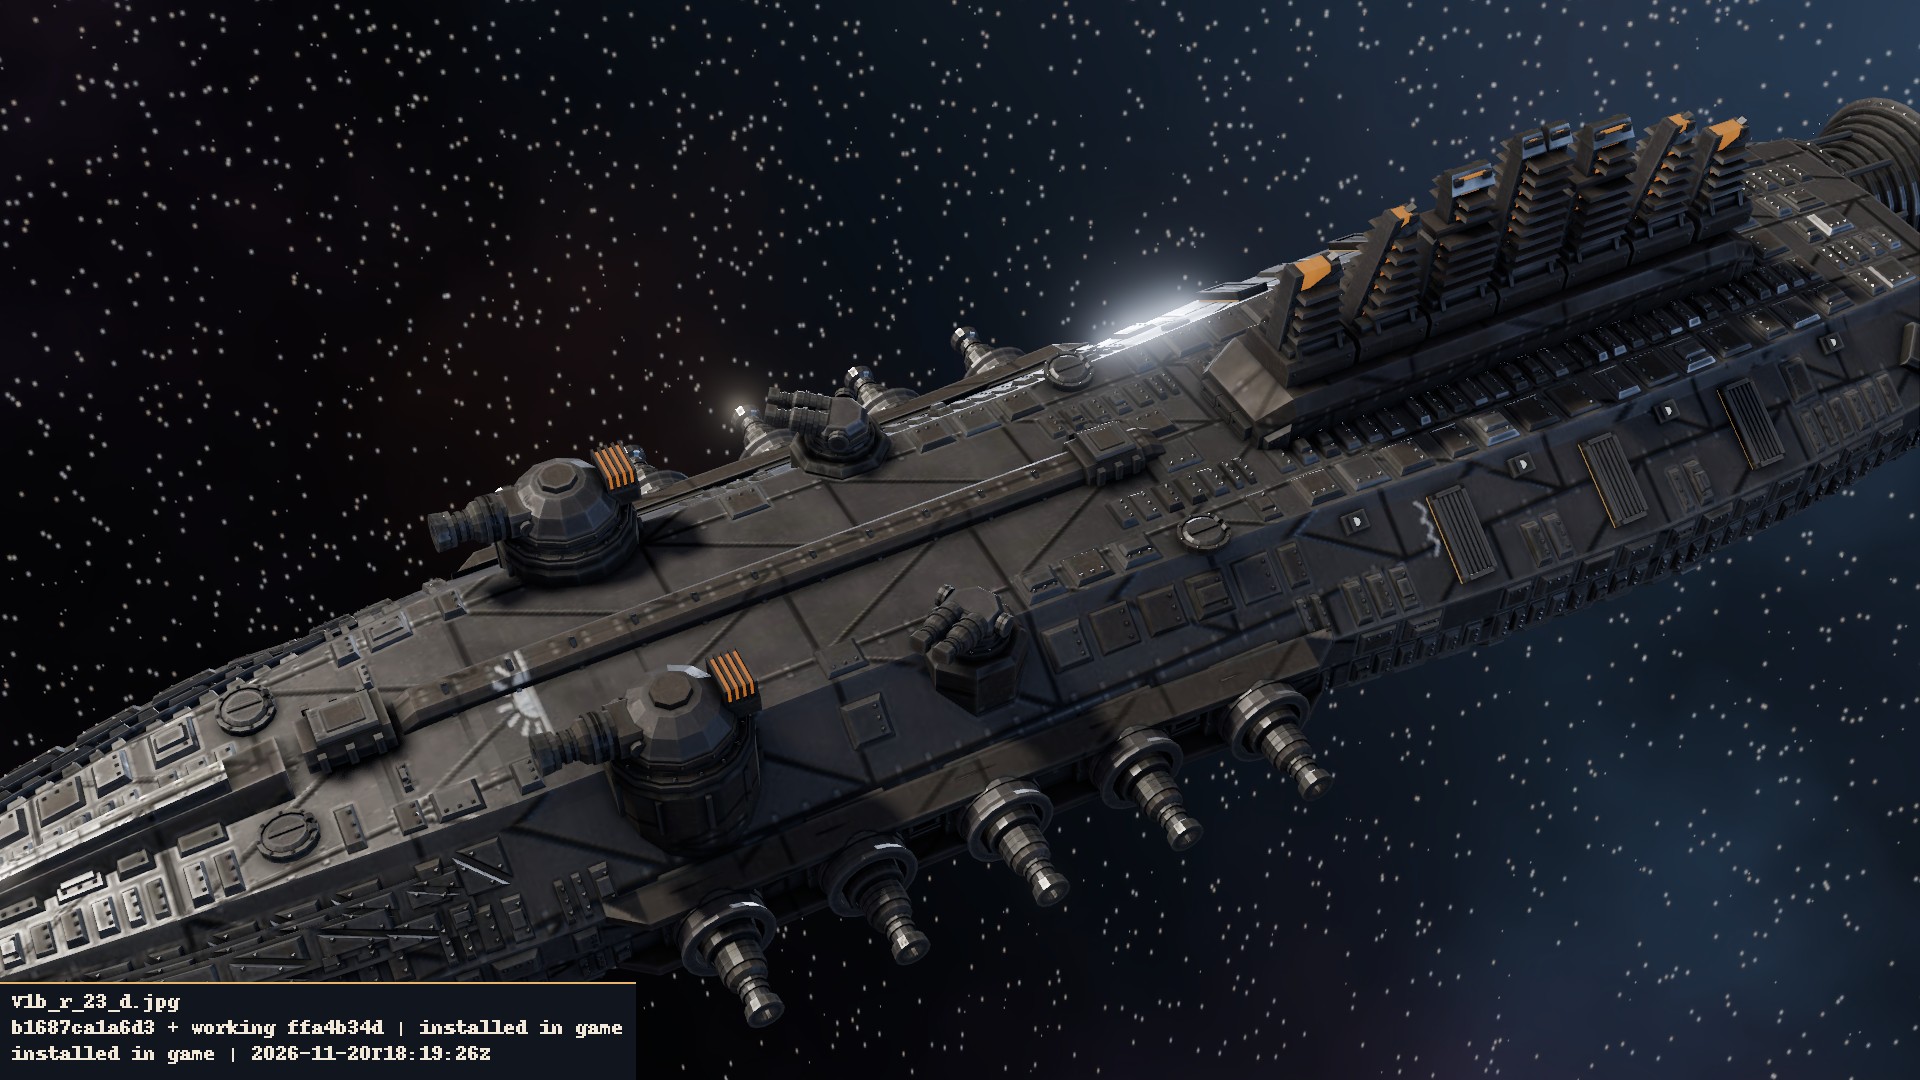 v1b_r_23_d.jpg
b1687ca1a6d3 + working ffa4b34d | installed in game
installed in game | 2026-11-20T18:19:26Z